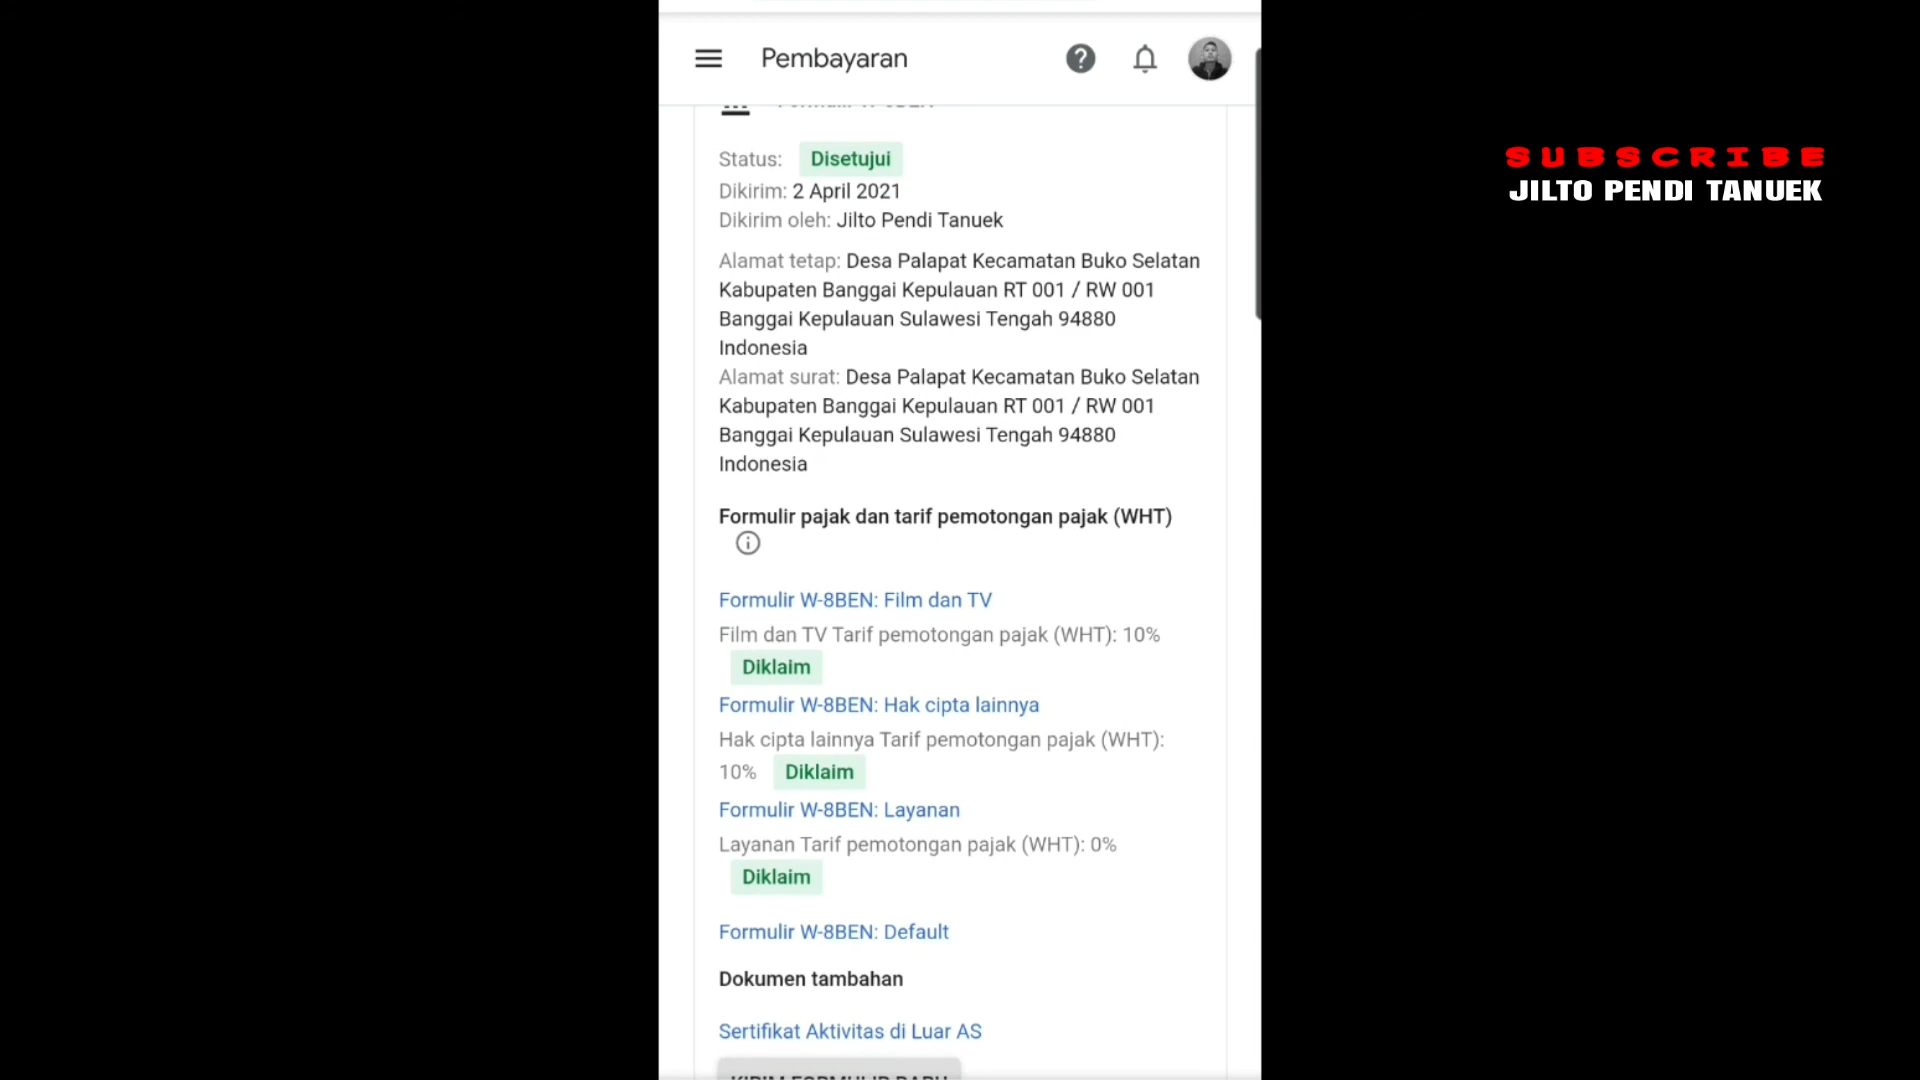 Pembayaran
Formulir W-8BEN
Status: Disetujui
Dikirim: 2 April 2021
Dikirim oleh: Jilto Pendi Tanuek
Alamat tetap: Desa Palapat Kecamatan Buko Selatan
Kabupaten Banggai Kepulauan RT 001 / RW 001
Banggai Kepulauan Sulawesi Tengah 94880
Indonesia
Alamat surat: Desa Palapat Kecamatan Buko Selatan
Kabupaten Banggai Kepulauan RT 001 / RW 001
Banggai Kepulauan Sulawesi Tengah 94880
Indonesia
Formulir pajak dan tarif pemotongan pajak (WHT)
Formulir W-8BEN: Film dan TV
Film dan TV Tarif pemotongan pajak (WHT): 10%
Diklaim
Formulir W-8BEN: Hak cipta lainnya
Hak cipta lainnya Tarif pemotongan pajak (WHT):
10% Diklaim
Formulir W-8BEN: Layanan
Layanan Tarif pemotongan pajak (WHT): 0%
Diklaim
Formulir W-8BEN: Default
Dokumen tambahan
Sertifikat Aktivitas di Luar AS
KIRIM FORMULIR BARU
SUBSCRIBE
JILTO PENDI TANUEK